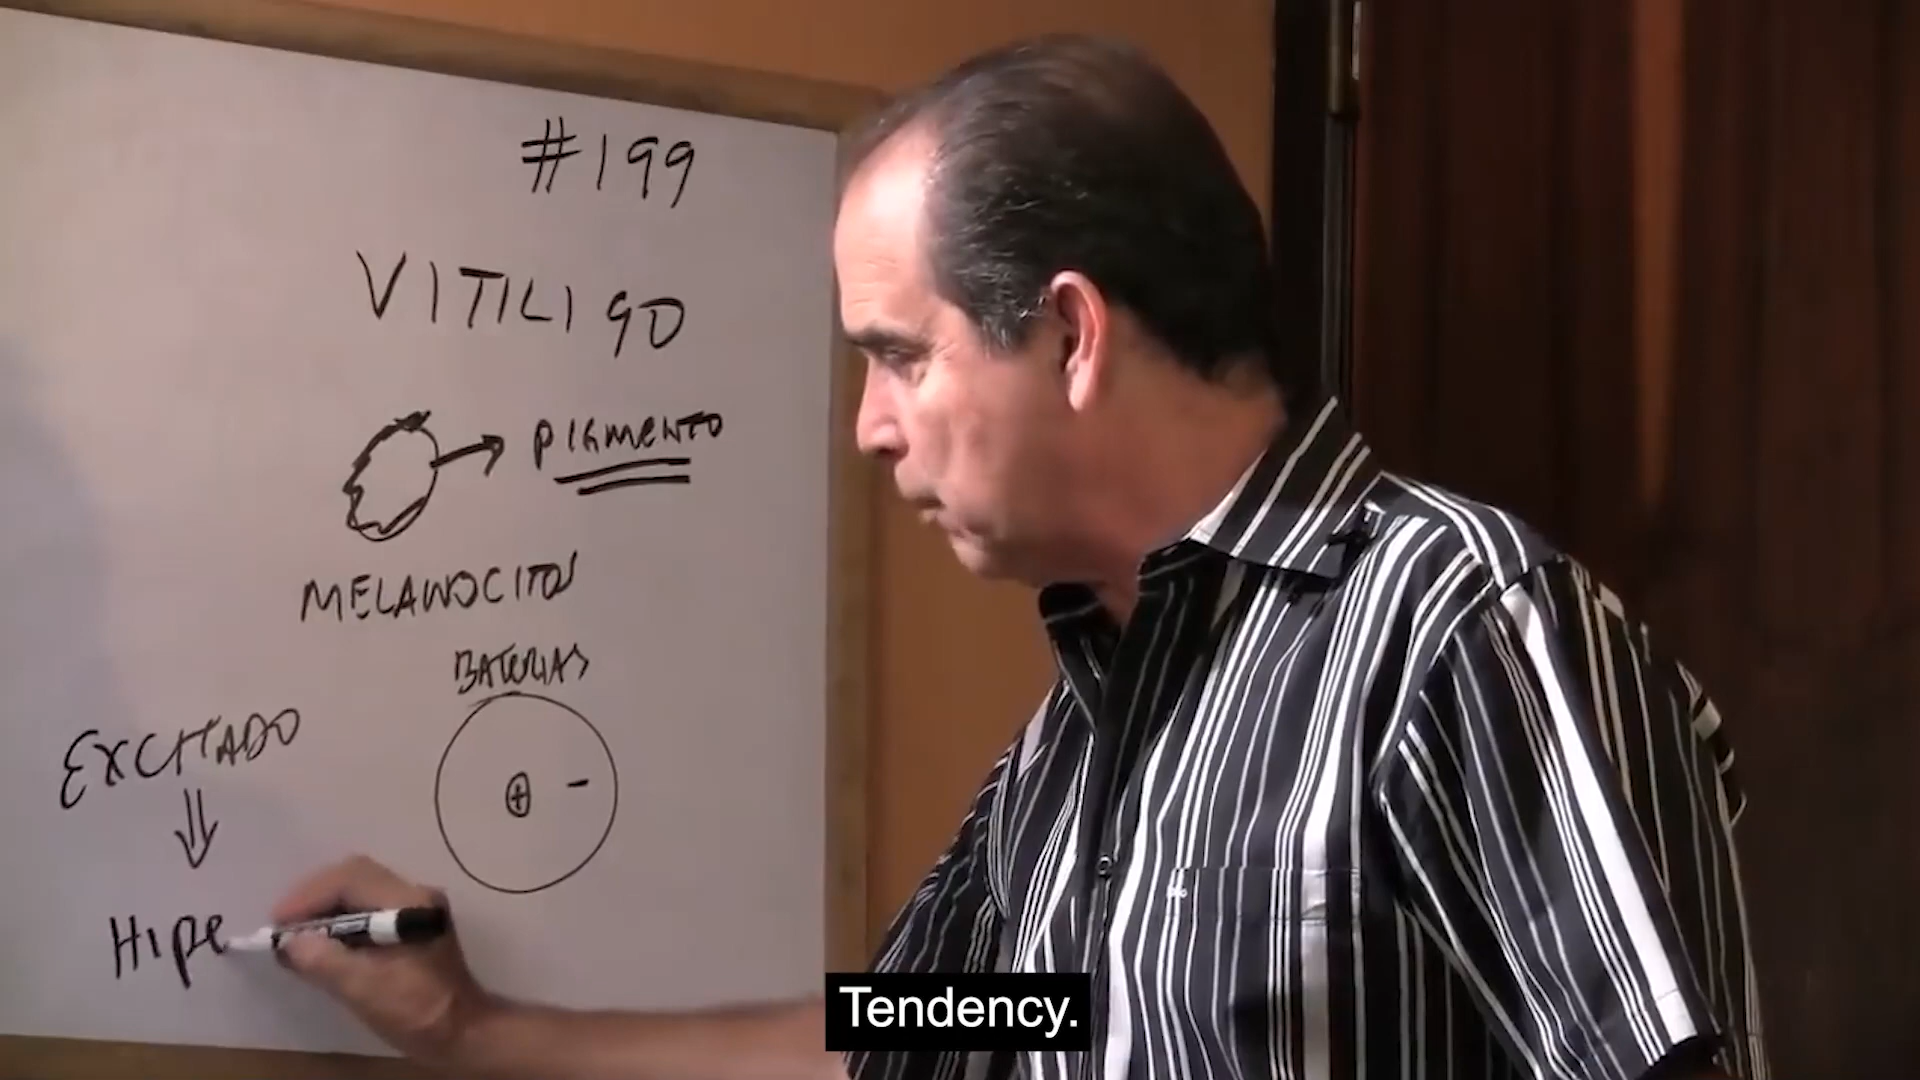 #199
VITILIgO
PIGMENTO
MELANOCITOS
BATERIAS
EXCITADO
+ -
HIPE
Tendency.